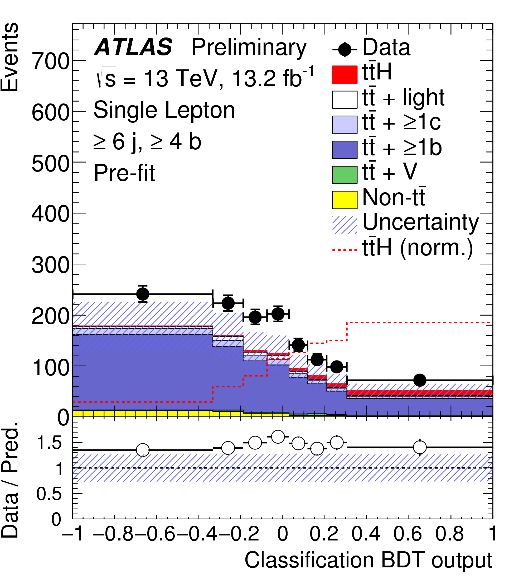 Events
ATLAS Preliminary
√s = 13 TeV, 13.2 fb⁻¹
Single Lepton
≥ 6 j, ≥ 4 b
Pre-fit
Data
tt̄H
tt̄ + light
tt̄ + ≥1c
tt̄ + ≥1b
tt̄ + V
Non-tt̄
Uncertainty
tt̄H (norm.)
700
600
500
400
300
200
100
0
Data / Pred.
1.5
1
0.5
0
−1 −0.8 −0.6 −0.4 −0.2 0 0.2 0.4 0.6 0.8 1
Classification BDT output